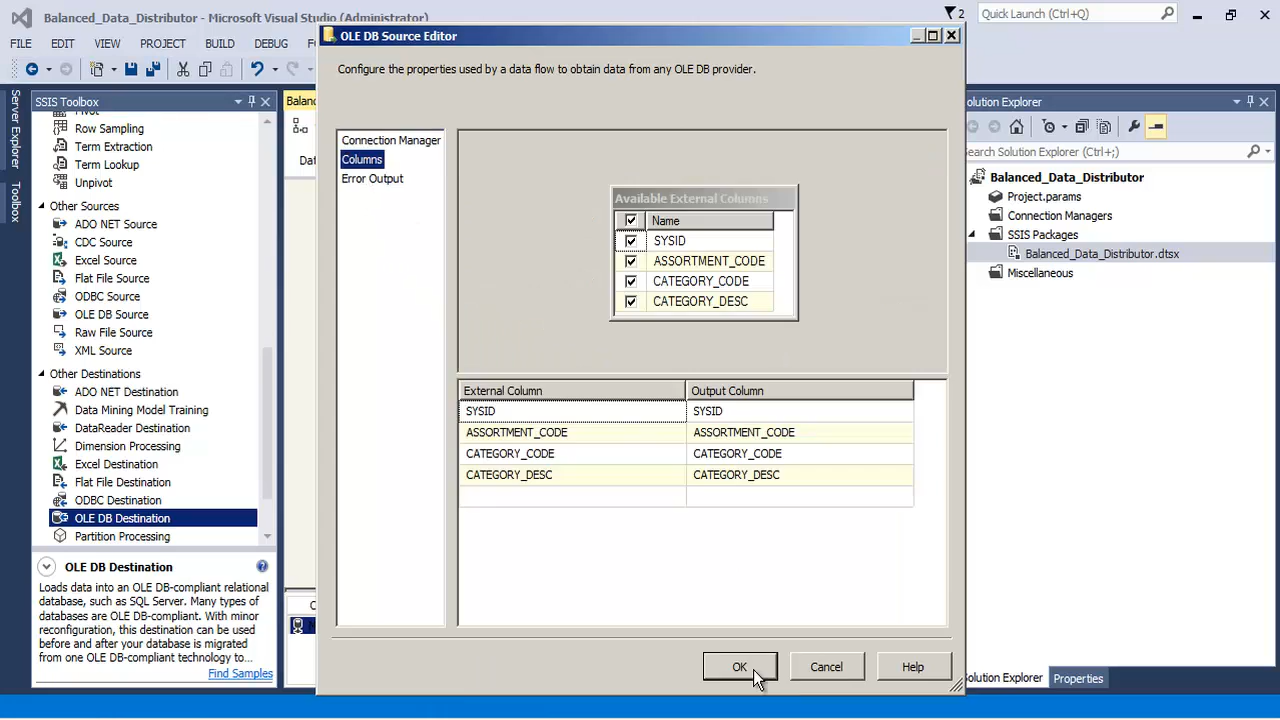 Balanced_Data_Distributor - Microsoft Visual Studio (Administrator)
2
Quick Launch (Ctrl+Q)
FILE EDIT VIEW PROJECT BUILD DEBUG
OLE DB Source Editor
Configure the properties used by a data flow to obtain data from any OLE DB provider.
Server Explorer
Toolbox
SSIS Toolbox
Row Sampling
Term Extraction
Term Lookup
Unpivot
Other Sources
ADO NET Source
CDC Source
Excel Source
Flat File Source
ODBC Source
OLE DB Source
Raw File Source
XML Source
Other Destinations
ADO NET Destination
Data Mining Model Training
DataReader Destination
Dimension Processing
Excel Destination
Flat File Destination
ODBC Destination
OLE DB Destination
Partition Processing
OLE DB Destination
Loads data into an OLE DB-compliant relational
database, such as SQL Server. Many types of
databases are OLE DB-compliant. With minor
reconfiguration, this destination can be used
before and after your database is migrated
from one OLE DB-compliant technology to...
Find Samples
Connection Manager
Columns
Error Output
Available External Columns
Name
SYSID
ASSORTMENT_CODE
CATEGORY_CODE
CATEGORY_DESC
External Column Output Column
SYSID SYSID
ASSORTMENT_CODE ASSORTMENT_CODE
CATEGORY_CODE CATEGORY_CODE
CATEGORY_DESC CATEGORY_DESC
OK Cancel Help
olution Explorer
Search Solution Explorer (Ctrl+;)
Balanced_Data_Distributor
Project.params
Connection Managers
SSIS Packages
Balanced_Data_Distributor.dtsx
Miscellaneous
olution Explorer Properties